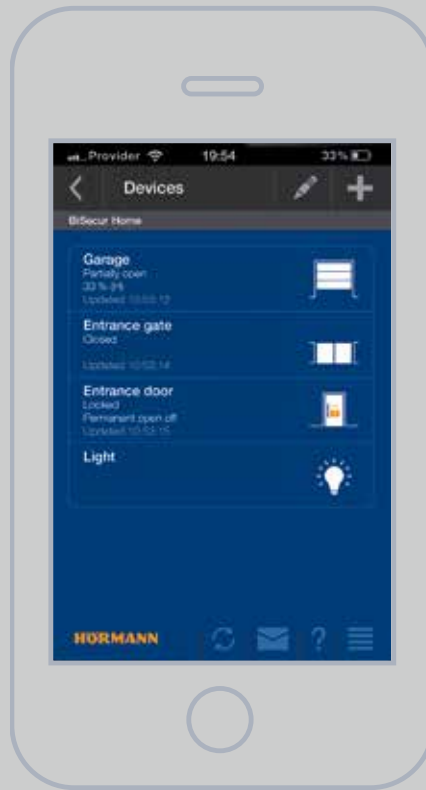 Provider 19:54 33%
Devices
BiSecur Home
Garage
Partially open
Entrance gate
Closed
Entrance door
Locked
Permanent open off
Light
HÖRMANN
?